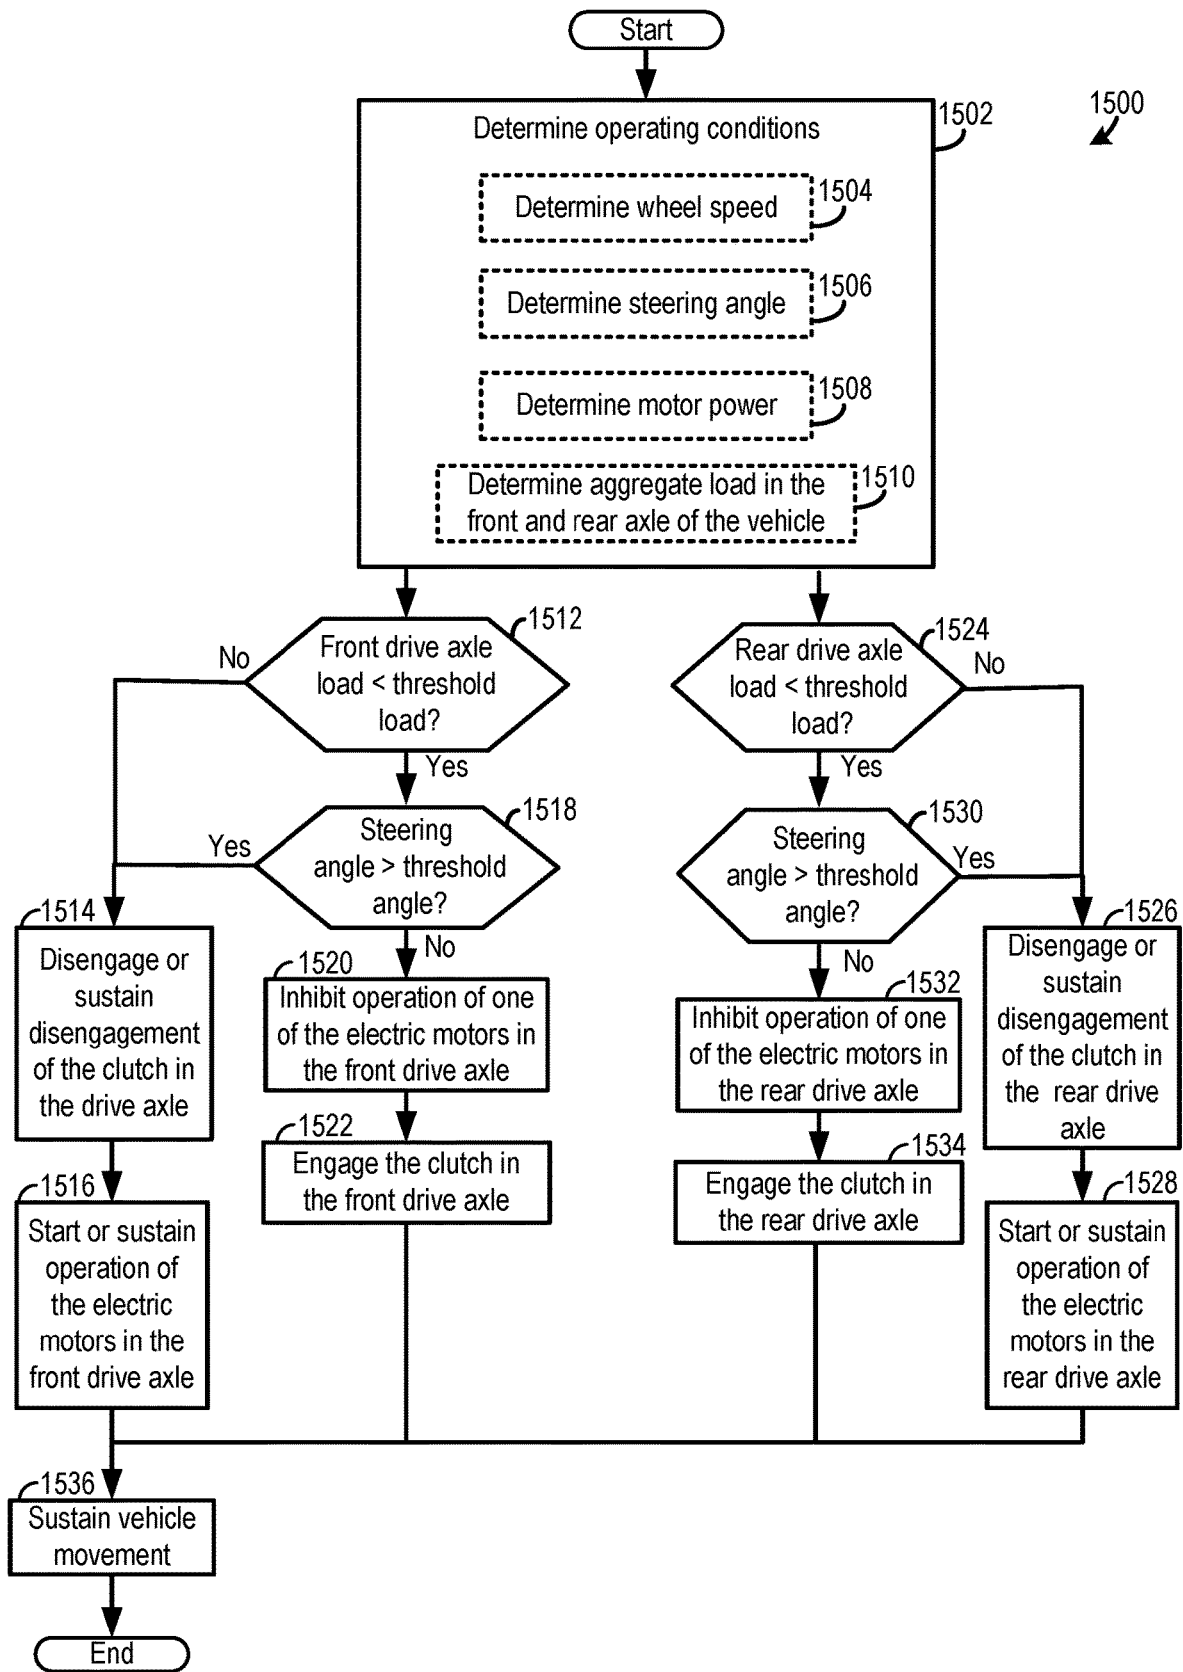 Start
1500
1502
Determine operating conditions
1504
Determine wheel speed
1506
Determine steering angle
1508
Determine motor power
1510
Determine aggregate load in the
front and rear axle of the vehicle
1512
Front drive axle
load < threshold
load?
No
Yes
1518
Steering
angle > threshold
angle?
Yes
No
1514
Disengage or
sustain
disengagement
of the clutch in
the drive axle
1516
Start or sustain
operation of
the electric
motors in the
front drive axle
1520
Inhibit operation of one
of the electric motors in
the front drive axle
1522
Engage the clutch in
the front drive axle
1524
Rear drive axle
load < threshold
load?
No
Yes
1530
Steering
angle > threshold
angle?
Yes
No
1532
Inhibit operation of one
of the electric motors in
the rear drive axle
1534
Engage the clutch in
the rear drive axle
1526
Disengage or
sustain
disengagement
of the clutch in
the rear drive
axle
1528
Start or sustain
operation of
the electric
motors in the
rear drive axle
1536
Sustain vehicle
movement
End